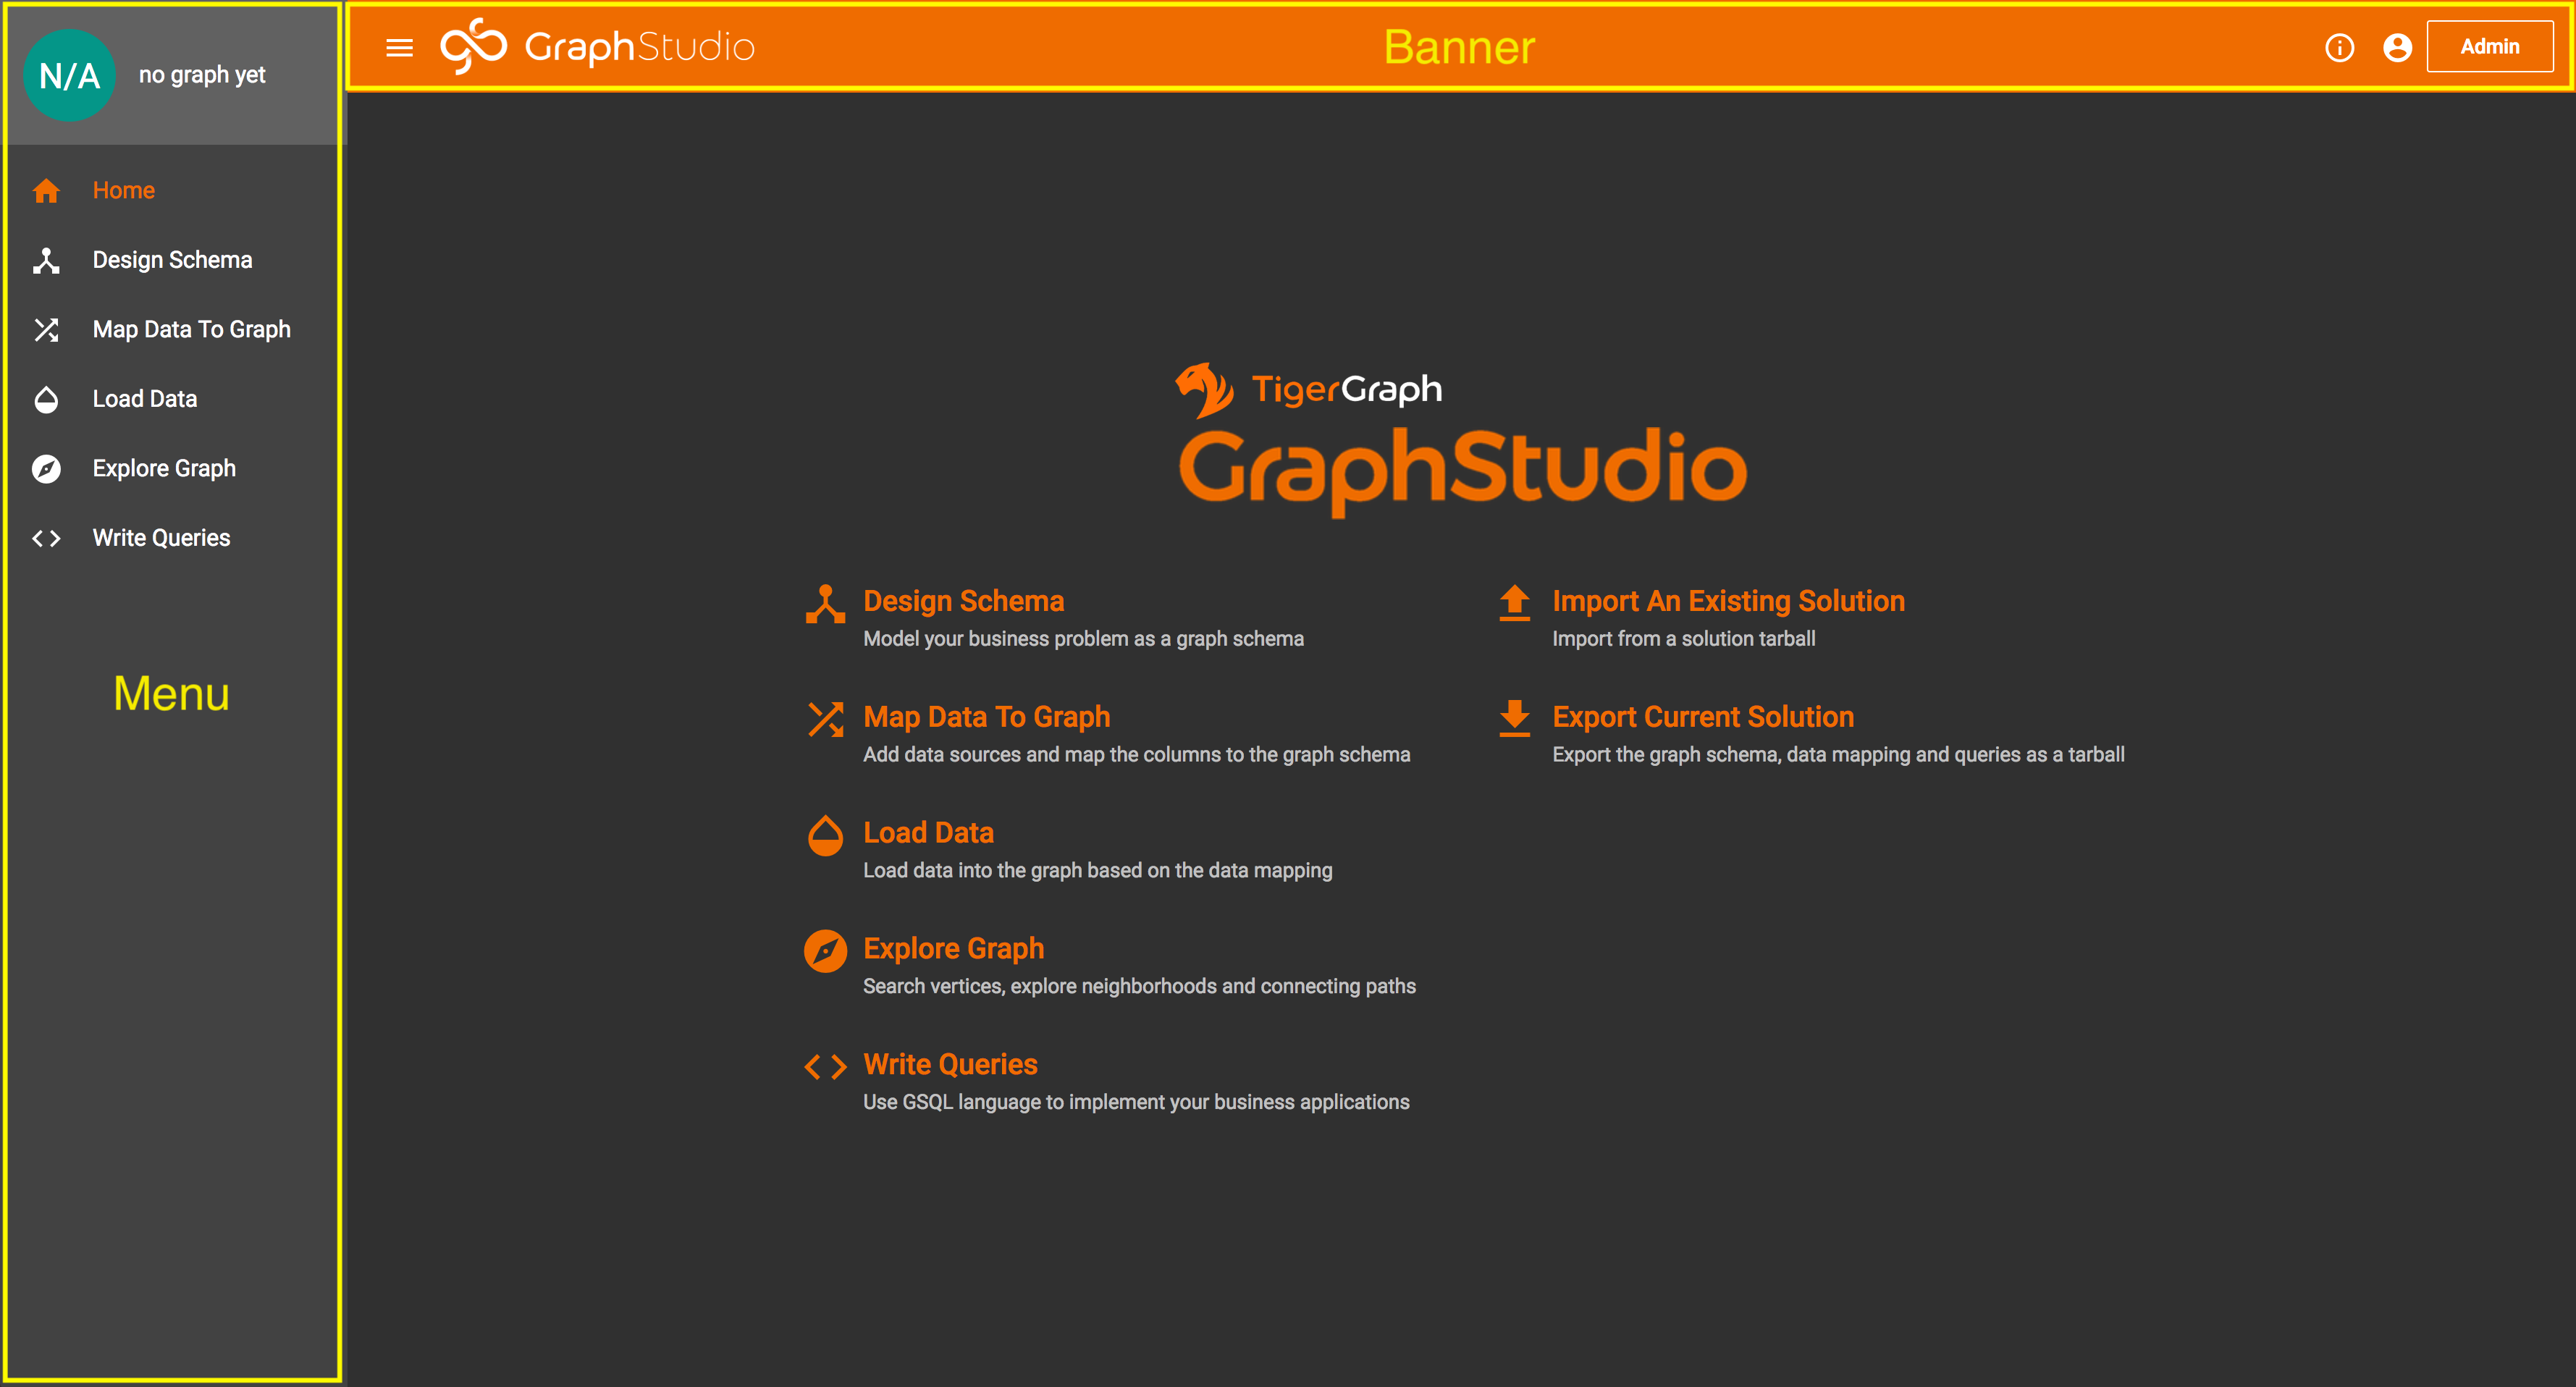 N/A no graph yet
GraphStudio
Banner
Admin
Home
Design Schema
Map Data To Graph
Load Data
Explore Graph
Write Queries
Menu
TigerGraph
GraphStudio
Design Schema
Model your business problem as a graph schema
Map Data To Graph
Add data sources and map the columns to the graph schema
Load Data
Load data into the graph based on the data mapping
Explore Graph
Search vertices, explore neighborhoods and connecting paths
Write Queries
Use GSQL language to implement your business applications
Import An Existing Solution
Import from a solution tarball
Export Current Solution
Export the graph schema, data mapping and queries as a tarball